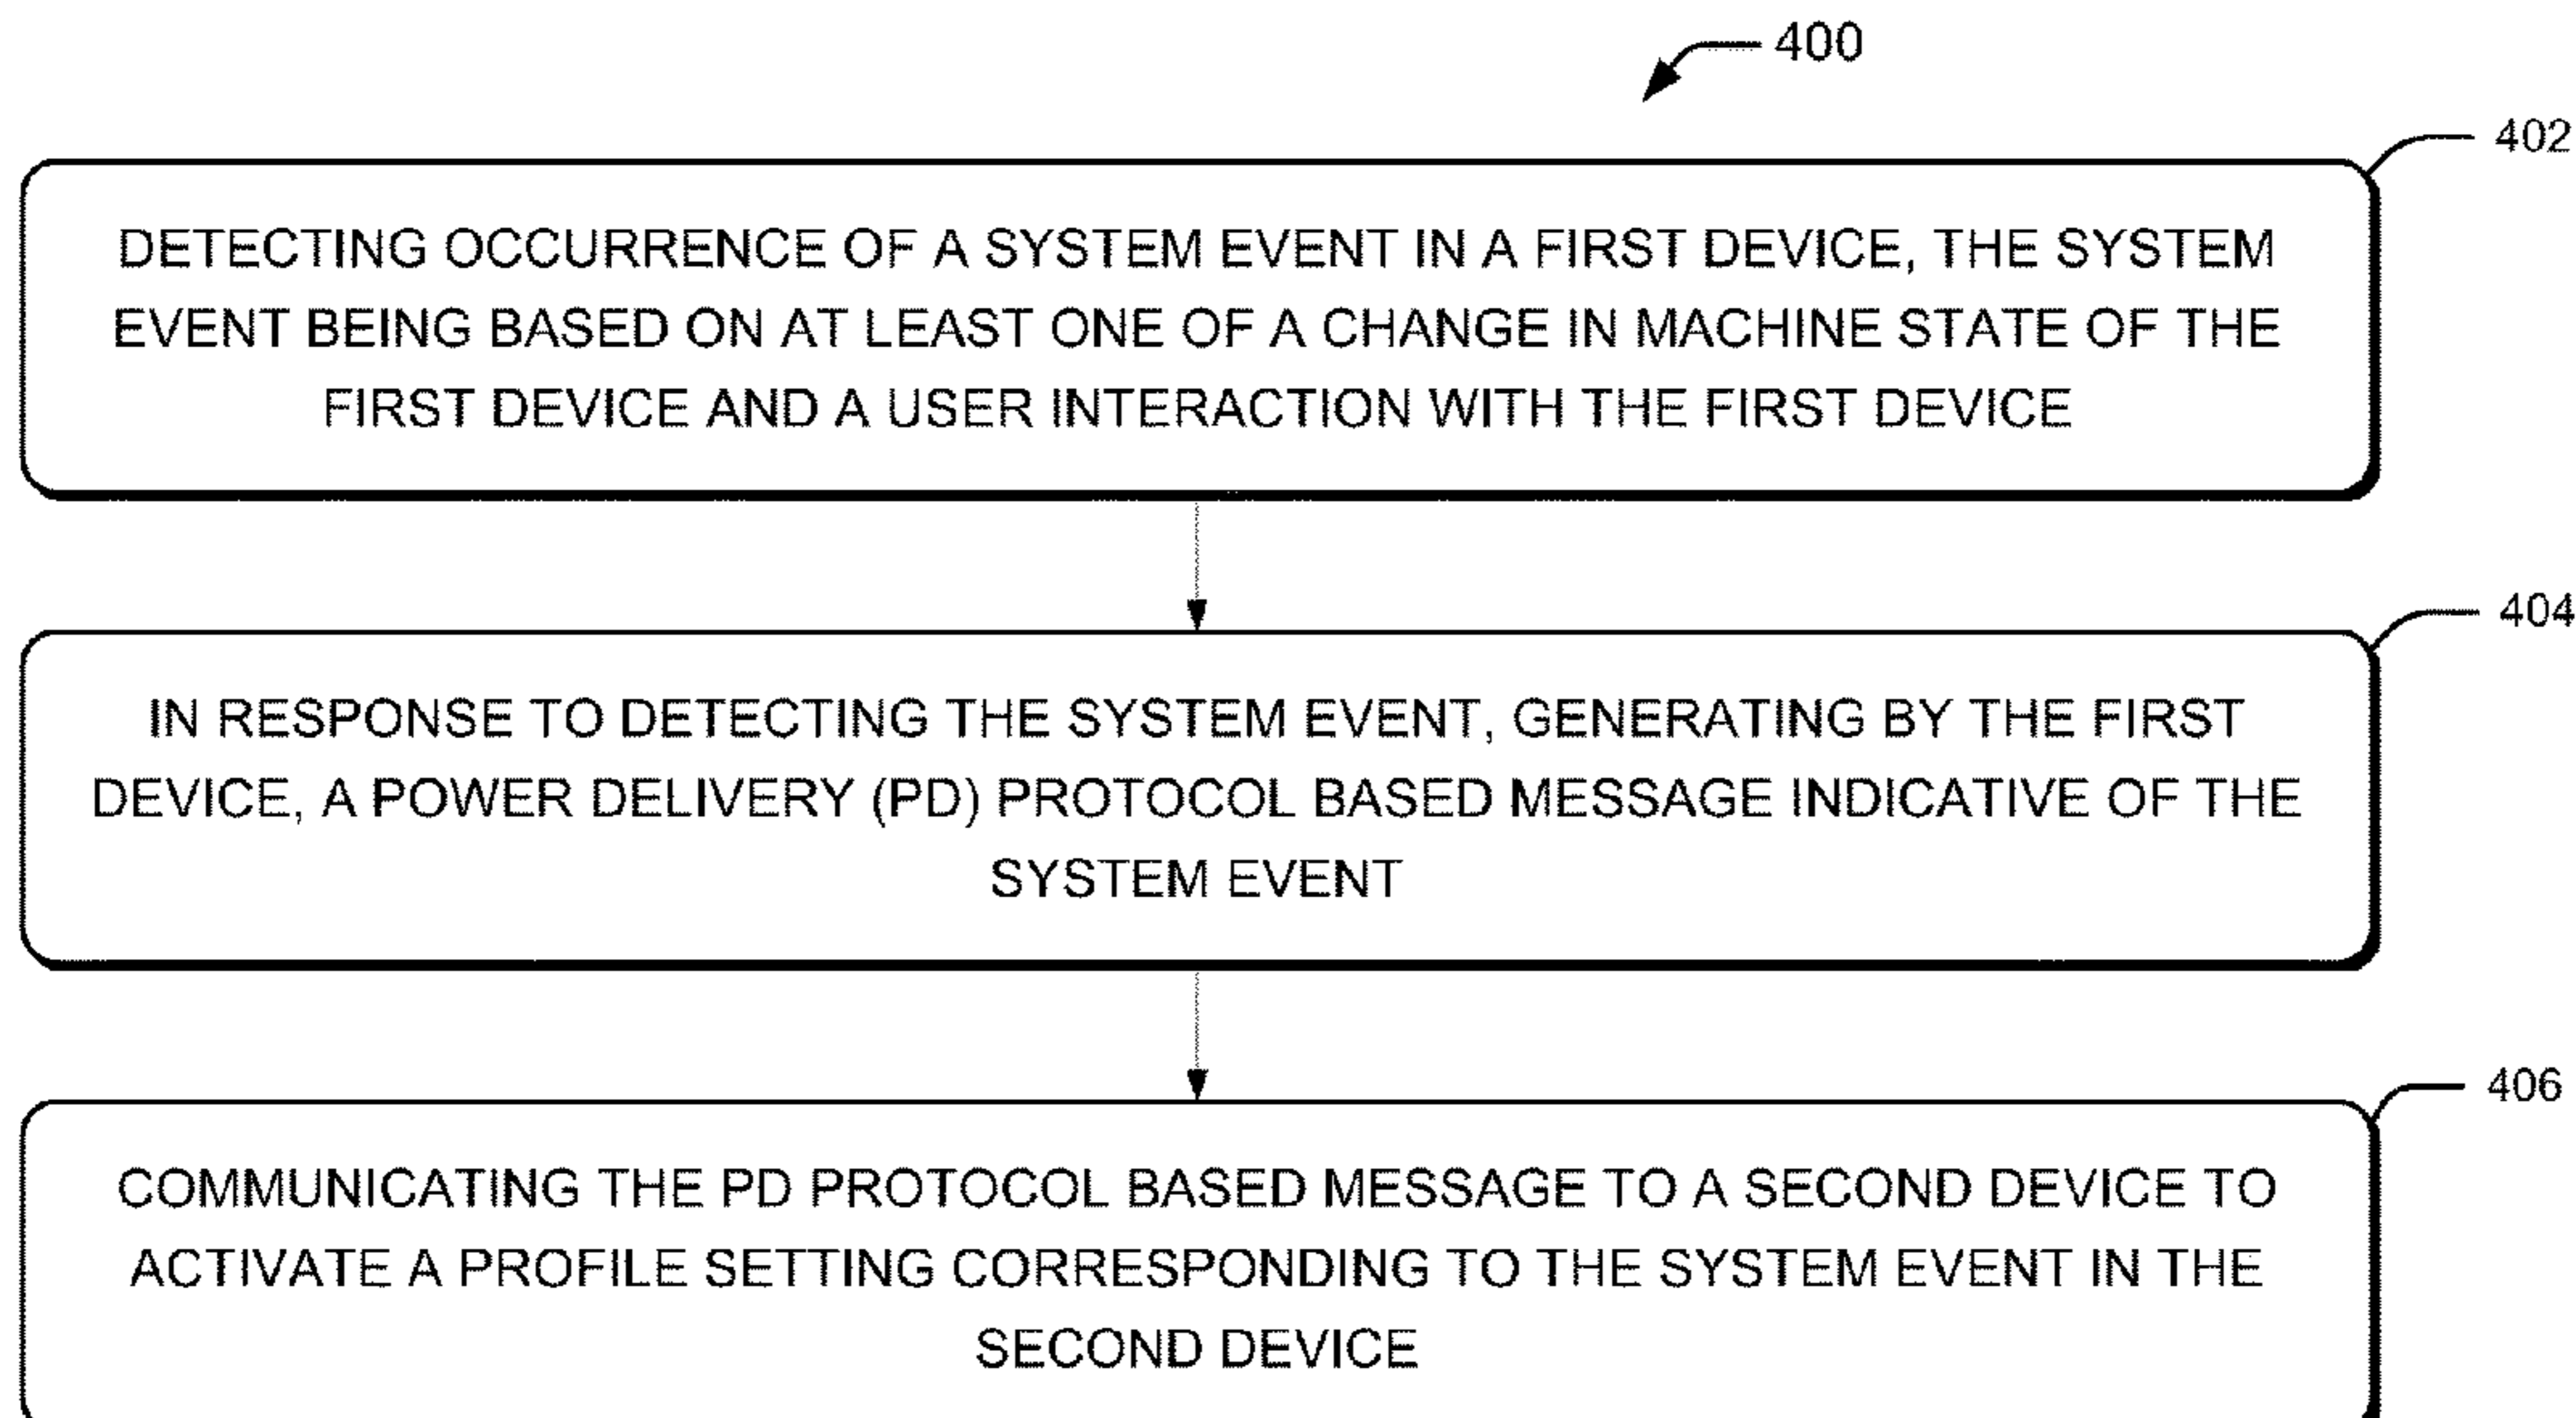 400
402
DETECTING OCCURRENCE OF A SYSTEM EVENT IN A FIRST DEVICE, THE SYSTEM
EVENT BEING BASED ON AT LEAST ONE OF A CHANGE IN MACHINE STATE OF THE
FIRST DEVICE AND A USER INTERACTION WITH THE FIRST DEVICE
404
IN RESPONSE TO DETECTING THE SYSTEM EVENT, GENERATING BY THE FIRST
DEVICE, A POWER DELIVERY (PD) PROTOCOL BASED MESSAGE INDICATIVE OF THE
SYSTEM EVENT
406
COMMUNICATING THE PD PROTOCOL BASED MESSAGE TO A SECOND DEVICE TO
ACTIVATE A PROFILE SETTING CORRESPONDING TO THE SYSTEM EVENT IN THE
SECOND DEVICE